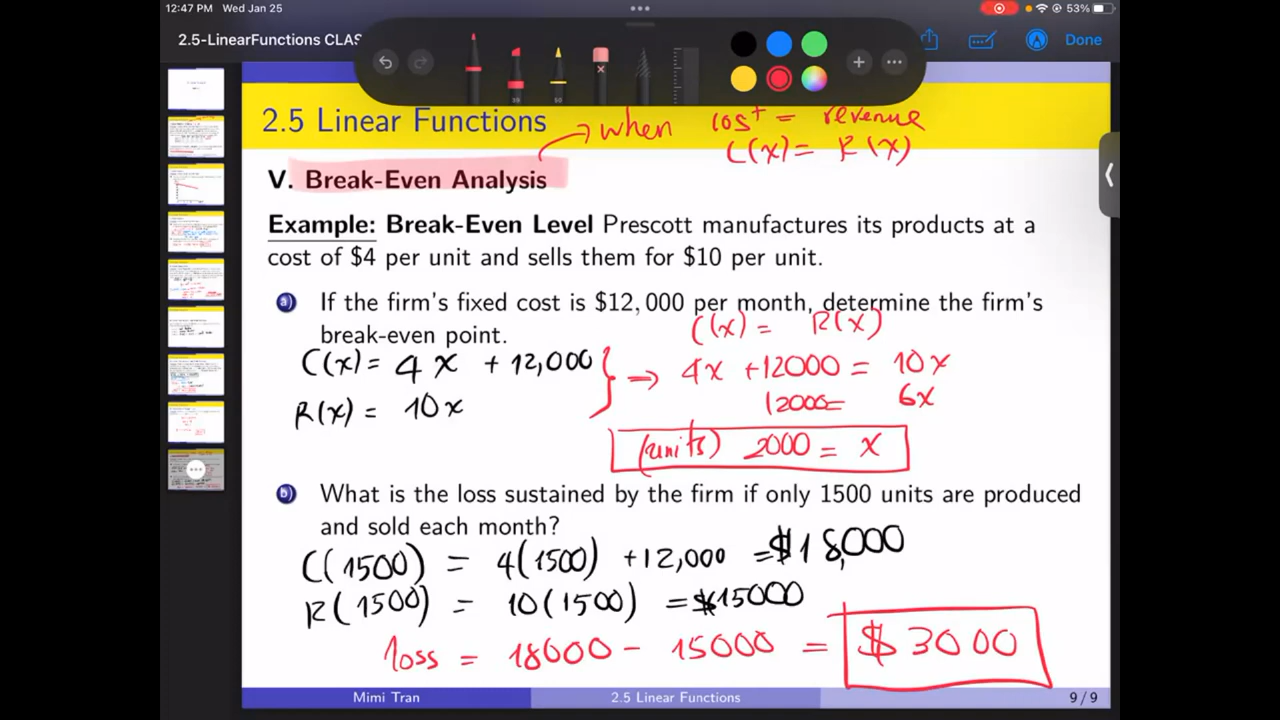 12:47 PM Wed Jan 25
53%
2.5-LinearFunctions CLAS
Done
2.5 Linear Functions
when cost = revenue
C(x) = R(x)
V. Break-Even Analysis
Example: Break-Even Level Prescott manufactures its products at a
cost of $4 per unit and sells them for $10 per unit.
a) If the firm's fixed cost is $12,000 per month, determine the firm's
break-even point.
C(x) = R(x)
C(x) = 4x + 12,000 } ⇒ 4x + 12000 = 10x
12000 = 6x
R(x) = 10x
(units) 2000 = x
b) What is the loss sustained by the firm if only 1500 units are produced
and sold each month?
C(1500) = 4(1500) + 12,000 = $18,000
R(1500) = 10(1500) = $15000
loss = 18000 - 15000 = $3000
Mimi Tran 2.5 Linear Functions 9 / 9